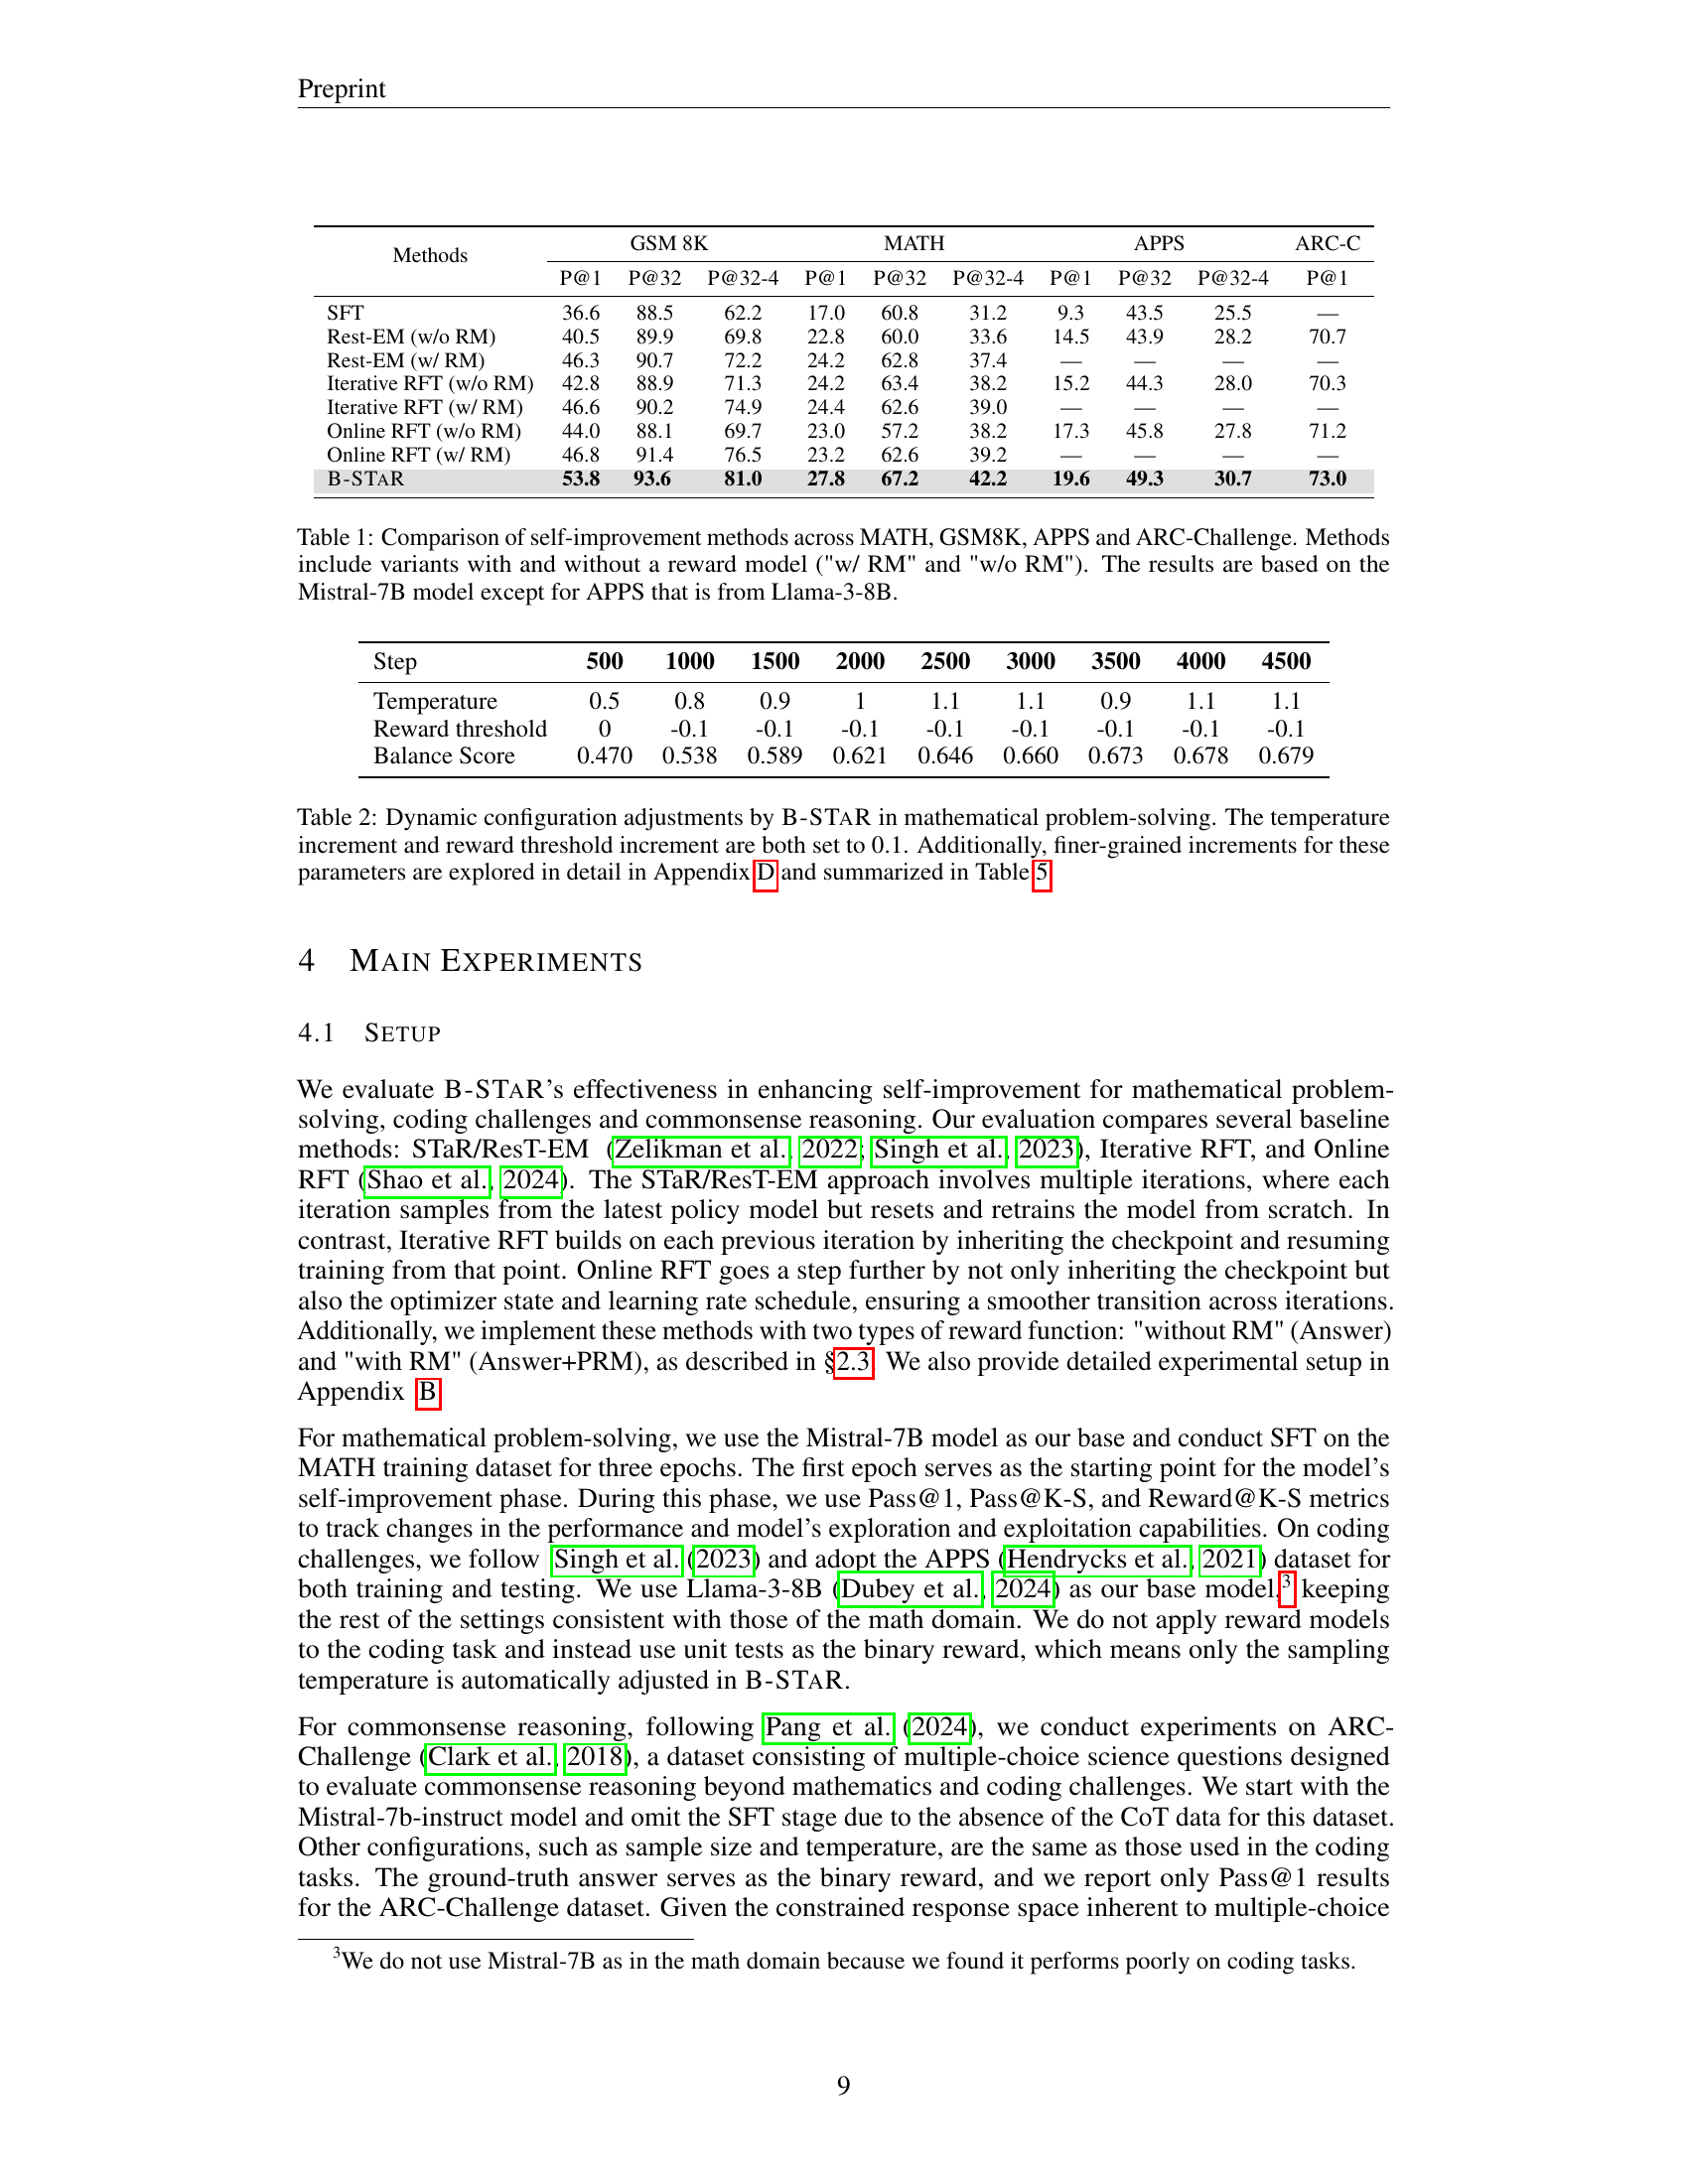 Preprint
Methods GSM 8K MATH APPS ARC-C
P@1 P@32 P@32-4 P@1 P@32 P@32-4 P@1 P@32 P@32-4 P@1
SFT 36.6 88.5 62.2 17.0 60.8 31.2 9.3 43.5 25.5 —
Rest-EM (w/o RM) 40.5 89.9 69.8 22.8 60.0 33.6 14.5 43.9 28.2 70.7
Rest-EM (w/ RM) 46.3 90.7 72.2 24.2 62.8 37.4 — — — —
Iterative RFT (w/o RM) 42.8 88.9 71.3 24.2 63.4 38.2 15.2 44.3 28.0 70.3
Iterative RFT (w/ RM) 46.6 90.2 74.9 24.4 62.6 39.0 — — — —
Online RFT (w/o RM) 44.0 88.1 69.7 23.0 57.2 38.2 17.3 45.8 27.8 71.2
Online RFT (w/ RM) 46.8 91.4 76.5 23.2 62.6 39.2 — — — —
B-STAR 53.8 93.6 81.0 27.8 67.2 42.2 19.6 49.3 30.7 73.0
Table 1: Comparison of self-improvement methods across MATH, GSM8K, APPS and ARC-Challenge. Methods
include variants with and without a reward model ("w/ RM" and "w/o RM"). The results are based on the
Mistral-7B model except for APPS that is from Llama-3-8B.
Step 500 1000 1500 2000 2500 3000 3500 4000 4500
Temperature 0.5 0.8 0.9 1 1.1 1.1 0.9 1.1 1.1
Reward threshold 0 -0.1 -0.1 -0.1 -0.1 -0.1 -0.1 -0.1 -0.1
Balance Score 0.470 0.538 0.589 0.621 0.646 0.660 0.673 0.678 0.679
Table 2: Dynamic configuration adjustments by B-STAR in mathematical problem-solving. The temperature
increment and reward threshold increment are both set to 0.1. Additionally, finer-grained increments for these
parameters are explored in detail in Appendix D and summarized in Table 5
4 MAIN EXPERIMENTS
4.1 SETUP
We evaluate B-STAR's effectiveness in enhancing self-improvement for mathematical problem-
solving, coding challenges and commonsense reasoning. Our evaluation compares several baseline
methods: STaR/ResT-EM (Zelikman et al., 2022; Singh et al., 2023), Iterative RFT, and Online
RFT (Shao et al., 2024). The STaR/ResT-EM approach involves multiple iterations, where each
iteration samples from the latest policy model but resets and retrains the model from scratch. In
contrast, Iterative RFT builds on each previous iteration by inheriting the checkpoint and resuming
training from that point. Online RFT goes a step further by not only inheriting the checkpoint but
also the optimizer state and learning rate schedule, ensuring a smoother transition across iterations.
Additionally, we implement these methods with two types of reward function: "without RM" (Answer)
and "with RM" (Answer+PRM), as described in §2.3. We also provide detailed experimental setup in
Appendix B
For mathematical problem-solving, we use the Mistral-7B model as our base and conduct SFT on the
MATH training dataset for three epochs. The first epoch serves as the starting point for the model's
self-improvement phase. During this phase, we use Pass@1, Pass@K-S, and Reward@K-S metrics
to track changes in the performance and model's exploration and exploitation capabilities. On coding
challenges, we follow Singh et al. (2023) and adopt the APPS (Hendrycks et al., 2021) dataset for
both training and testing. We use Llama-3-8B (Dubey et al., 2024) as our base model,3 keeping
the rest of the settings consistent with those of the math domain. We do not apply reward models
to the coding task and instead use unit tests as the binary reward, which means only the sampling
temperature is automatically adjusted in B-STAR.
For commonsense reasoning, following Pang et al. (2024), we conduct experiments on ARC-
Challenge (Clark et al., 2018), a dataset consisting of multiple-choice science questions designed
to evaluate commonsense reasoning beyond mathematics and coding challenges. We start with the
Mistral-7b-instruct model and omit the SFT stage due to the absence of the CoT data for this dataset.
Other configurations, such as sample size and temperature, are the same as those used in the coding
tasks. The ground-truth answer serves as the binary reward, and we report only Pass@1 results
for the ARC-Challenge dataset. Given the constrained response space inherent to multiple-choice
3We do not use Mistral-7B as in the math domain because we found it performs poorly on coding tasks.
9